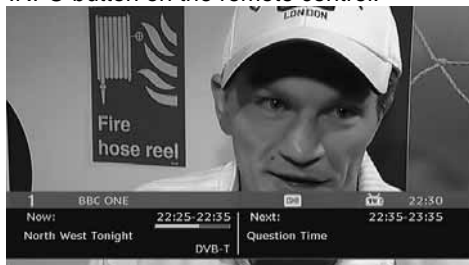 INFO button on the remote control.
LONDON
Fire
hose reel
1 BBC ONE 22:30
Now: 22:25-22:35 Next: 22:35-23:35
North West Tonight Question Time
DVB-T